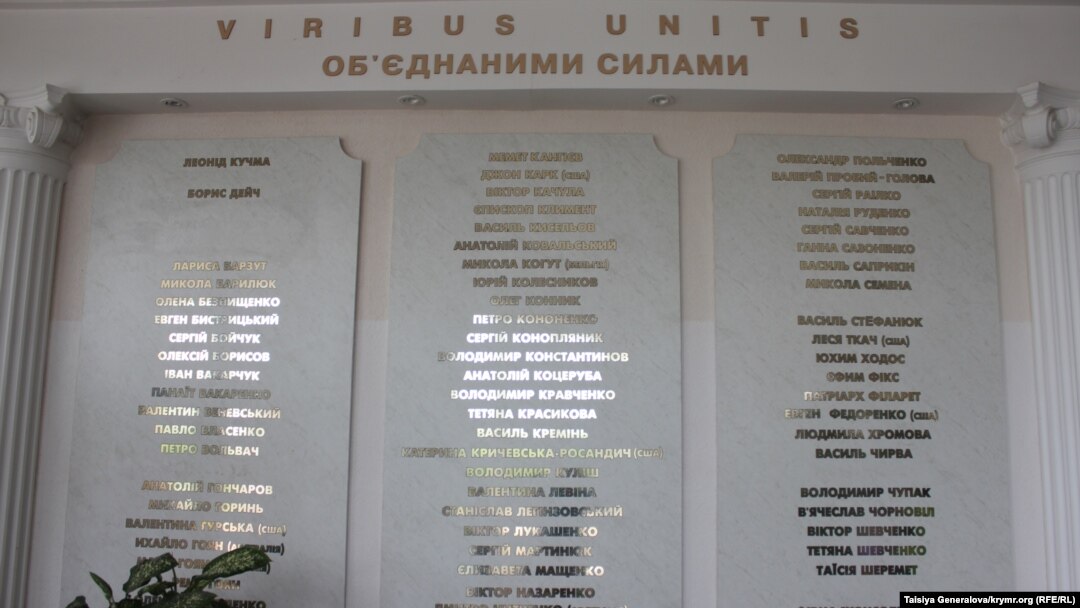 VIRIBUS UNITIS
ОБ'ЄДНАНИМИ СИЛАМИ
ЛЕОНІД КУЧМА
БОРИС ДЕЙЧ
ЛАРИСА БАРЗУТ
МИКОЛА БАРИЛЮК
ОЛЕНА БЕЗНИЩЕНКО
ЕВГЕН БИСТРИЦЬКИЙ
СЕРГІЙ БОЙЧУК
ОЛЕКСІЙ БОРИСОВ
ІВАН ВАКАРЧУК
ПАНАЇТ МАКАРЕНКО
ВАЛЕНТИН ВЕНЕВСЬКИЙ
ПАВЛО ВЛАСЕНКО
ПЕТРО ВОЛЬВАЧ
АНАТОЛІЙ ГОНЧАРОВ
МИХАЙЛО ГОРИНЬ
ВАЛЕНТИНА ГУРСЬКА (США)
МЕМЕТ КАНГІЄВ
ДЖОН КАРК (США)
ВІКТОР КАЧУЛА
ЄПИСКОП КЛИМЕНТ
ВАСИЛЬ КИСЕЛЬОВ
АНАТОЛІЙ КОВАЛЬСЬКИЙ
МИКОЛА КОГУТ
ЮРІЙ КОЛЕСНИКОВ
ОЛЕГ КОННИК
ПЕТРО КОНОНЕНКО
СЕРГІЙ КОНОПЛЯНИК
ВОЛОДИМИР КОНСТАНТИНОВ
АНАТОЛІЙ КОЦЕРУБА
ВОЛОДИМИР КРАВЧЕНКО
ТЕТЯНА КРАСИКОВА
ВАСИЛЬ КРЕМІНЬ
КАТЕРИНА КРИЧЕВСЬКА-РОСАНДИЧ (США)
ВОЛОДИМИР КУЛІШ
ВАЛЕНТИНА ЛЕВІНА
СТАНІСЛАВ ЛЕПІЗОВСЬКИЙ
ВІКТОР ЛУКАШЕНКО
СЕРГІЙ МАРТИНЮК
ЄЛИЗАВЕТА МАЩЕНКО
ВІКТОР НАЗАРЕНКО
ОЛЕКСАНДР ПОЛЬЧЕНКО
ВАЛЕРІЙ ПРОБИЙ-ГОЛОВА
СЕРГІЙ РАШКО
НАТАЛІЯ РУДЕНКО
СЕРГІЙ САВЧЕНКО
ГАННА САЗОНЕНКО
ВАСИЛЬ САПРИКІН
МИКОЛА СЕМЕНА
ВАСИЛЬ СТЕФАНЮК
ЛЕСЯ ТКАЧ (США)
ЮХИМ ХОДОС
ЄФИМ ФІКС
ПАТРІАРХ ФІЛАРЕТ
ЕВГЕН ФЕДОРЕНКО (США)
ЛЮДМИЛА ХРОМОВА
ВАСИЛЬ ЧИРВА
ВОЛОДИМИР ЧУПАК
В'ЯЧЕСЛАВ ЧОРНОВІЛ
ВІКТОР ШЕВЧЕНКО
ТЕТЯНА ШЕВЧЕНКО
ТАЇСІЯ ШЕРЕМЕТ
Taisiya Generalova/krymr.org (RFE/RL)